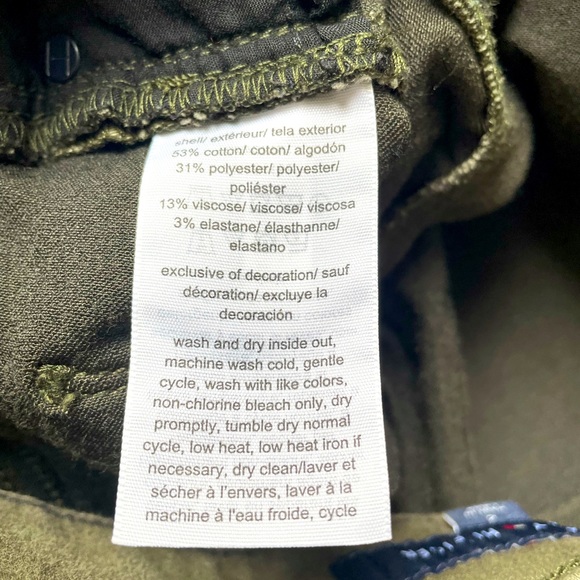 shell/ extérieur/ tela exterior
53% cotton/ coton/ algodón
31% polyester/ polyester/
poliéster
13% viscose/ viscose/ viscosa
3% elastane/ élasthanne/
elastano
exclusive of decoration/ sauf
décoration/ excluye la
decoración
wash and dry inside out,
machine wash cold, gentle
cycle, wash with like colors,
non-chlorine bleach only, dry
promptly, tumble dry normal
cycle, low heat, low heat iron if
necessary, dry clean/laver et
sécher à l'envers, laver à la
machine à l'eau froide, cycle